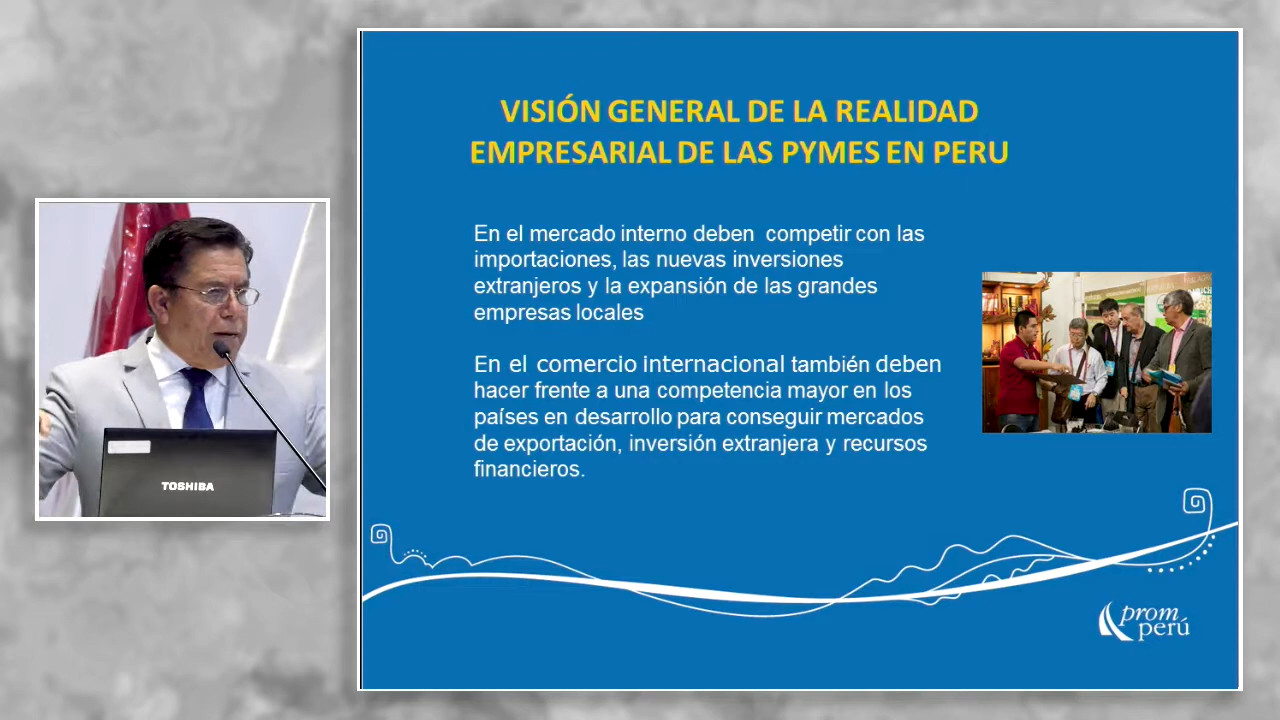 VISIÓN GENERAL DE LA REALIDAD
EMPRESARIAL DE LAS PYMES EN PERU
En el mercado interno deben  competir con las
importaciones, las nuevas inversiones
extranjeros y la expansión de las grandes
empresas locales
En el comercio internacional también deben
hacer frente a una competencia mayor en los
países en desarrollo para conseguir mercados
de exportación, inversión extranjera y recursos
financieros.
TOSHIBA
prom
perú